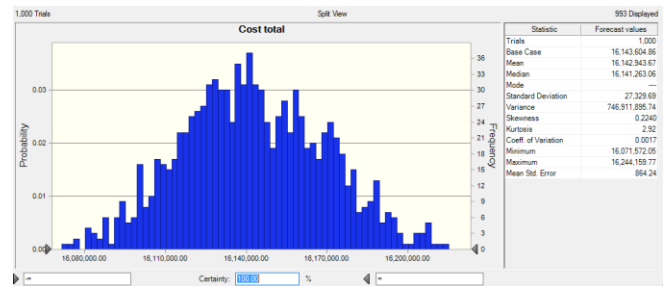 1,000 Trials Split View 993 Displayed
Cost total
Probability
0.03
0.02
0.01
0.00
36
33
30
27
24
21
18
15
12
9
6
3
0
Frequency
16,080,000.00 16,110,000.00 16,140,000.00 16,170,000.00 16,200,000.00
Certainty: 100.00 %
Statistic Forecast values
Trials 1,000
Base Case 16,143,604.86
Mean 16,142,943.67
Median 16,141,263.06
Mode ---
Standard Deviation 27,329.69
Variance 746,911,895.74
Skewness 0.2240
Kurtosis 2.92
Coeff. of Variation 0.0017
Minimum 16,071,572.05
Maximum 16,244,159.77
Mean Std. Error 864.24